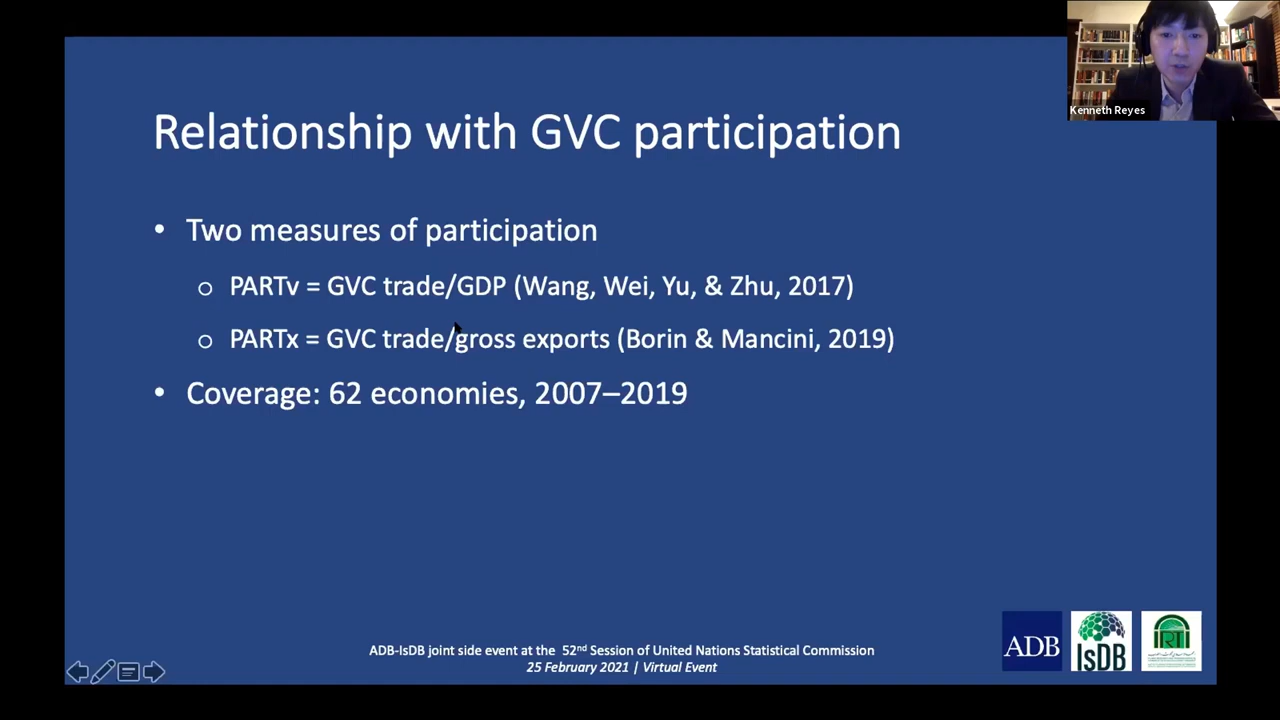 Kenneth Reyes
Relationship with GVC participation
• Two measures of participation
o PARTv = GVC trade/GDP (Wang, Wei, Yu, & Zhu, 2017)
o PARTx = GVC trade/gross exports (Borin & Mancini, 2019)
• Coverage: 62 economies, 2007–2019
ADB-IsDB joint side event at the 52nd Session of United Nations Statistical Commission
25 February 2021 | Virtual Event
ADB
IsDB
IRTI